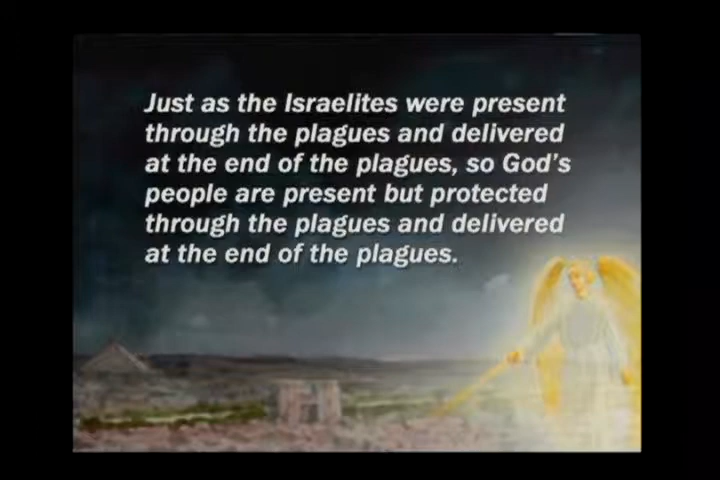 Just as the Israelites were present
through the plagues and delivered
at the end of the plagues, so God's
people are present but protected
through the plagues and delivered
at the end of the plagues.